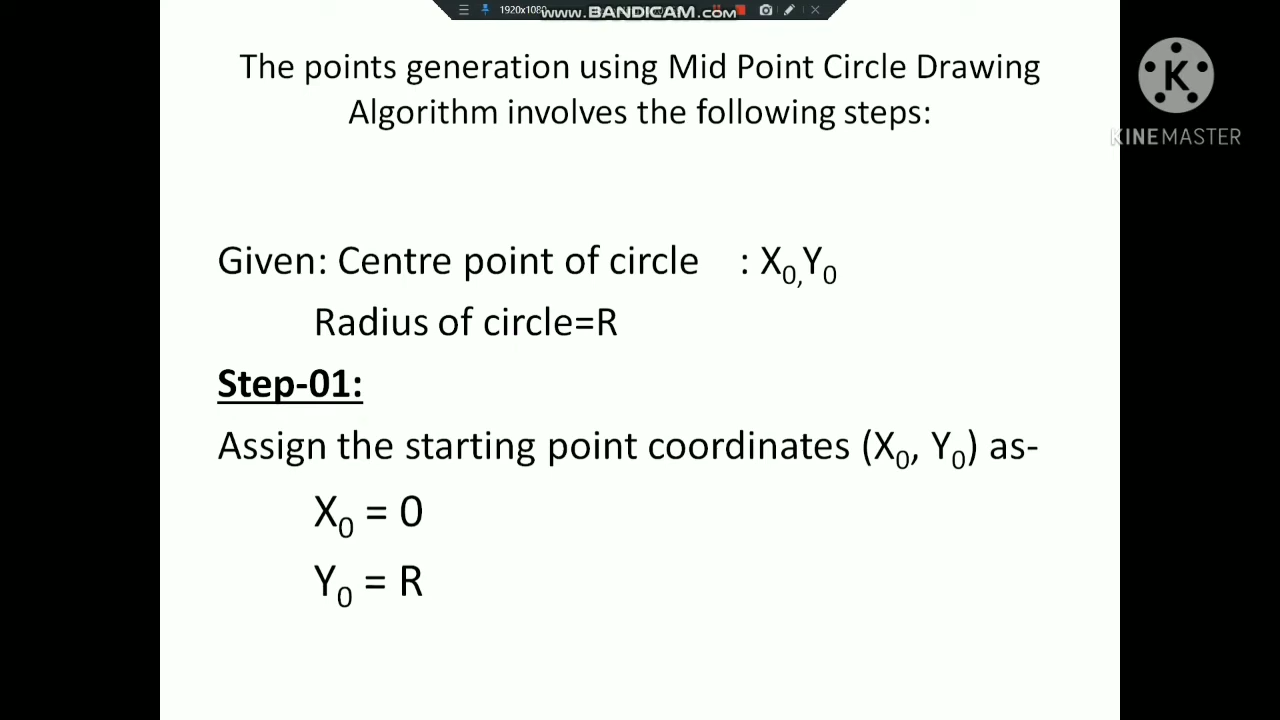 1920x1080
www.BANDICAM.com
The points generation using Mid Point Circle Drawing
Algorithm involves the following steps:
K
KINEMASTER
Given: Centre point of circle : X₀,Y₀
Radius of circle=R
Step-01:
Assign the starting point coordinates (X₀, Y₀) as-
X₀ = 0
Y₀ = R